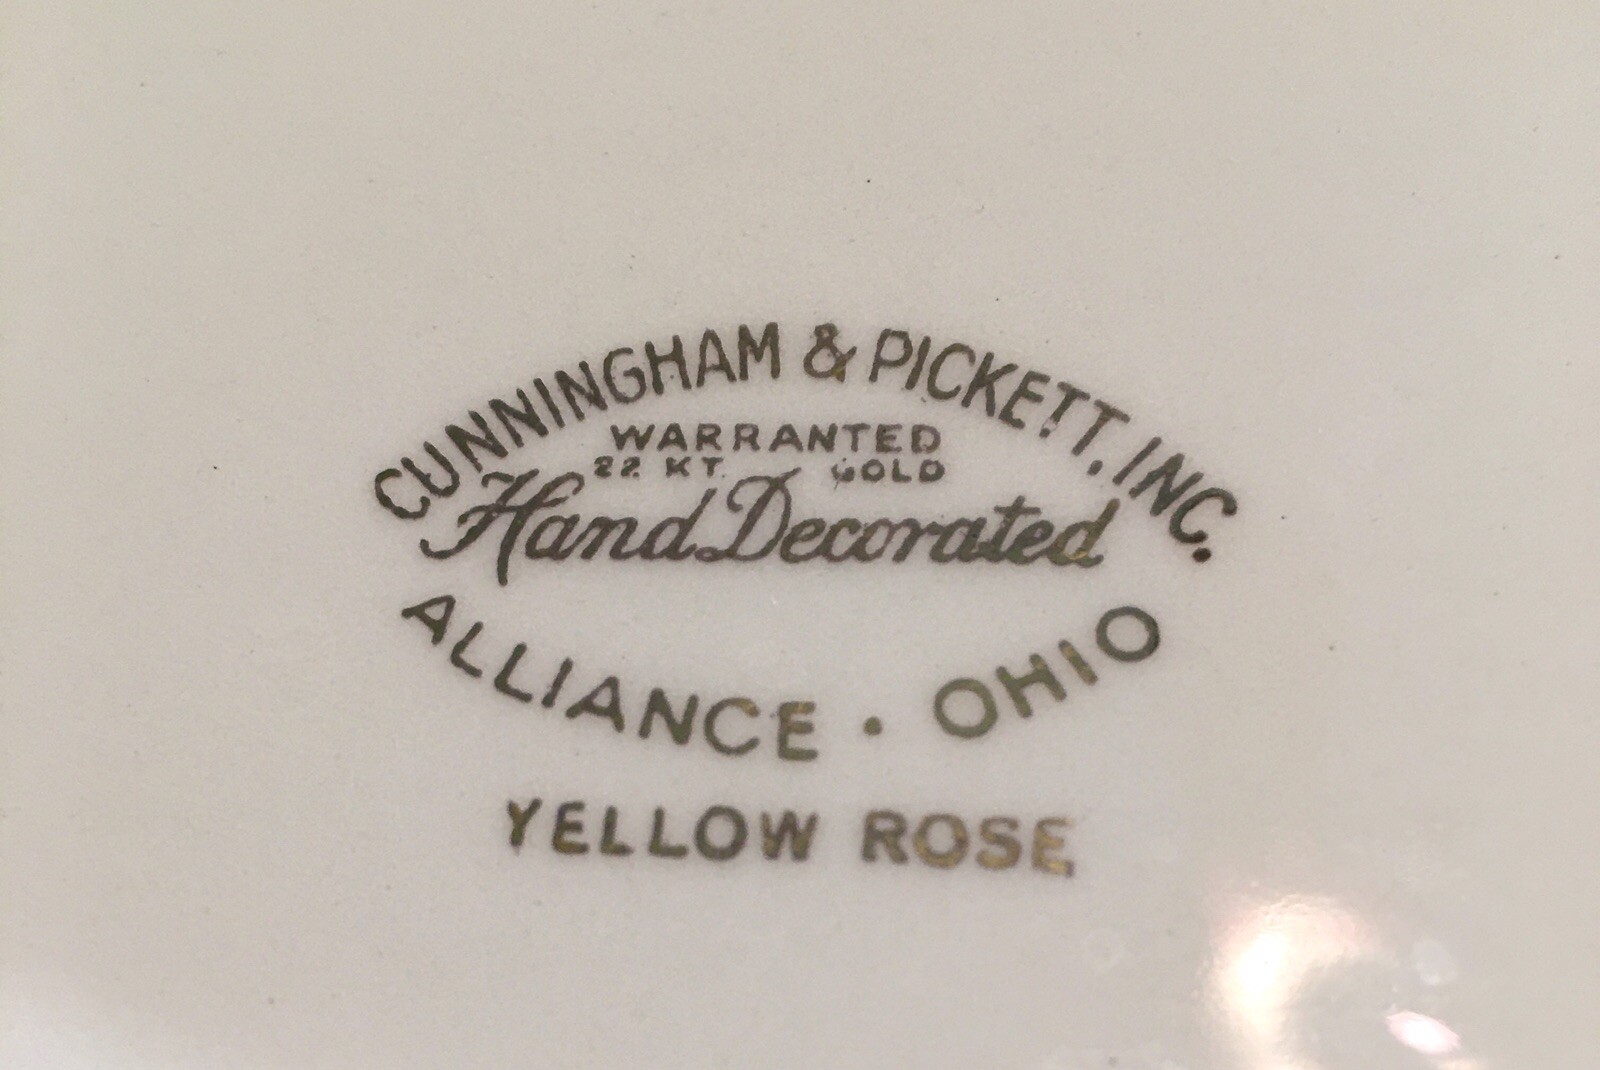 CUNNINGHAM & PICKETT, INC.
WARRANTED
22 KT. GOLD
Hand Decorated
ALLIANCE • OHIO
YELLOW ROSE